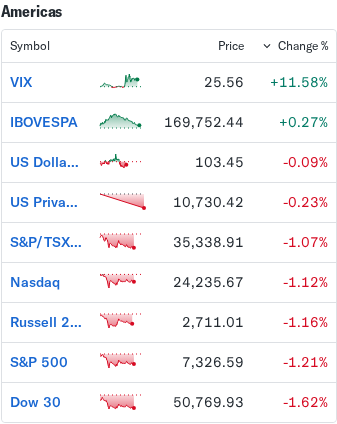 Americas
Symbol Price Change %
VIX 25.56 +11.58%
IBOVESPA 169,752.44 +0.27%
US Dolla... 103.45 -0.09%
US Priva... 10,730.42 -0.23%
S&P/TSX... 35,338.91 -1.07%
Nasdaq 24,235.67 -1.12%
Russell 2... 2,711.01 -1.16%
S&P 500 7,326.59 -1.21%
Dow 30 50,769.93 -1.62%